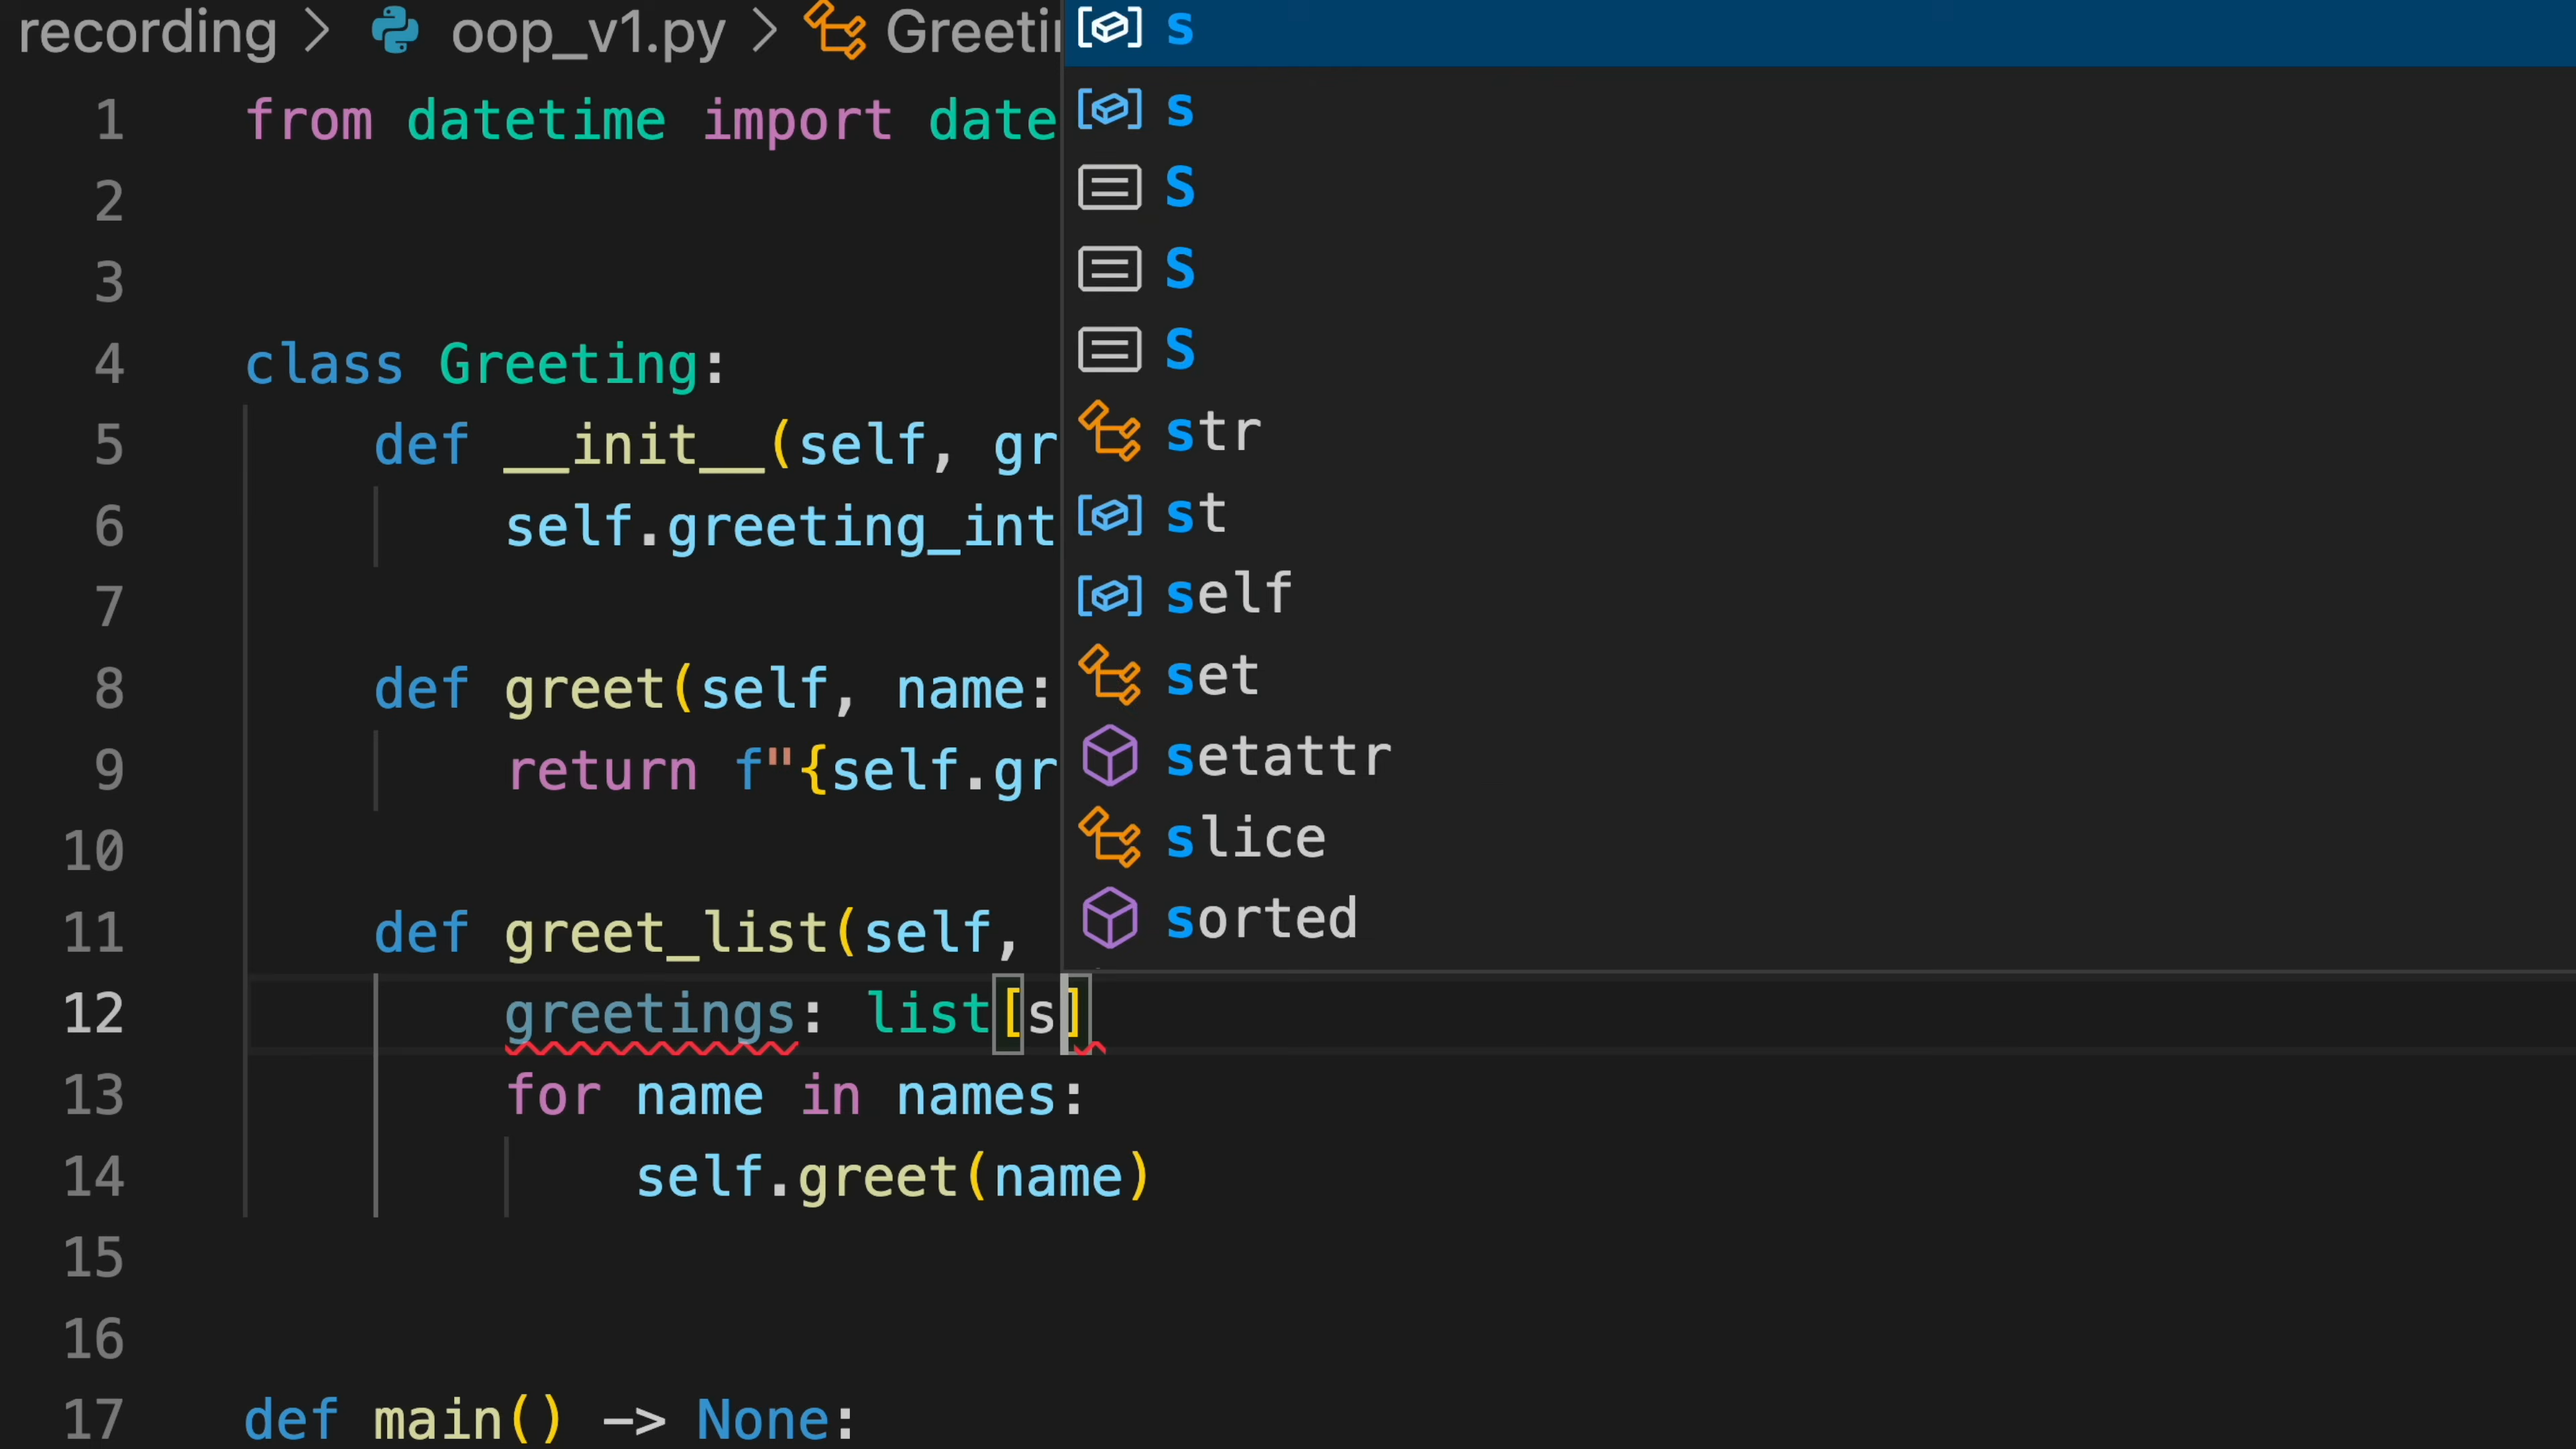 recording > oop_v1.py > Greetin
1 from datetime import date
2
3
4 class Greeting:
5 def __init__(self, gr
6 self.greeting_int
7
8 def greet(self, name:
9 return f"{self.gr
10
11 def greet_list(self,
12 greetings: list[s]
13 for name in names:
14 self.greet(name)
15
16
17 def main() -> None:
s
s
S
S
S
str
st
self
set
setattr
slice
sorted